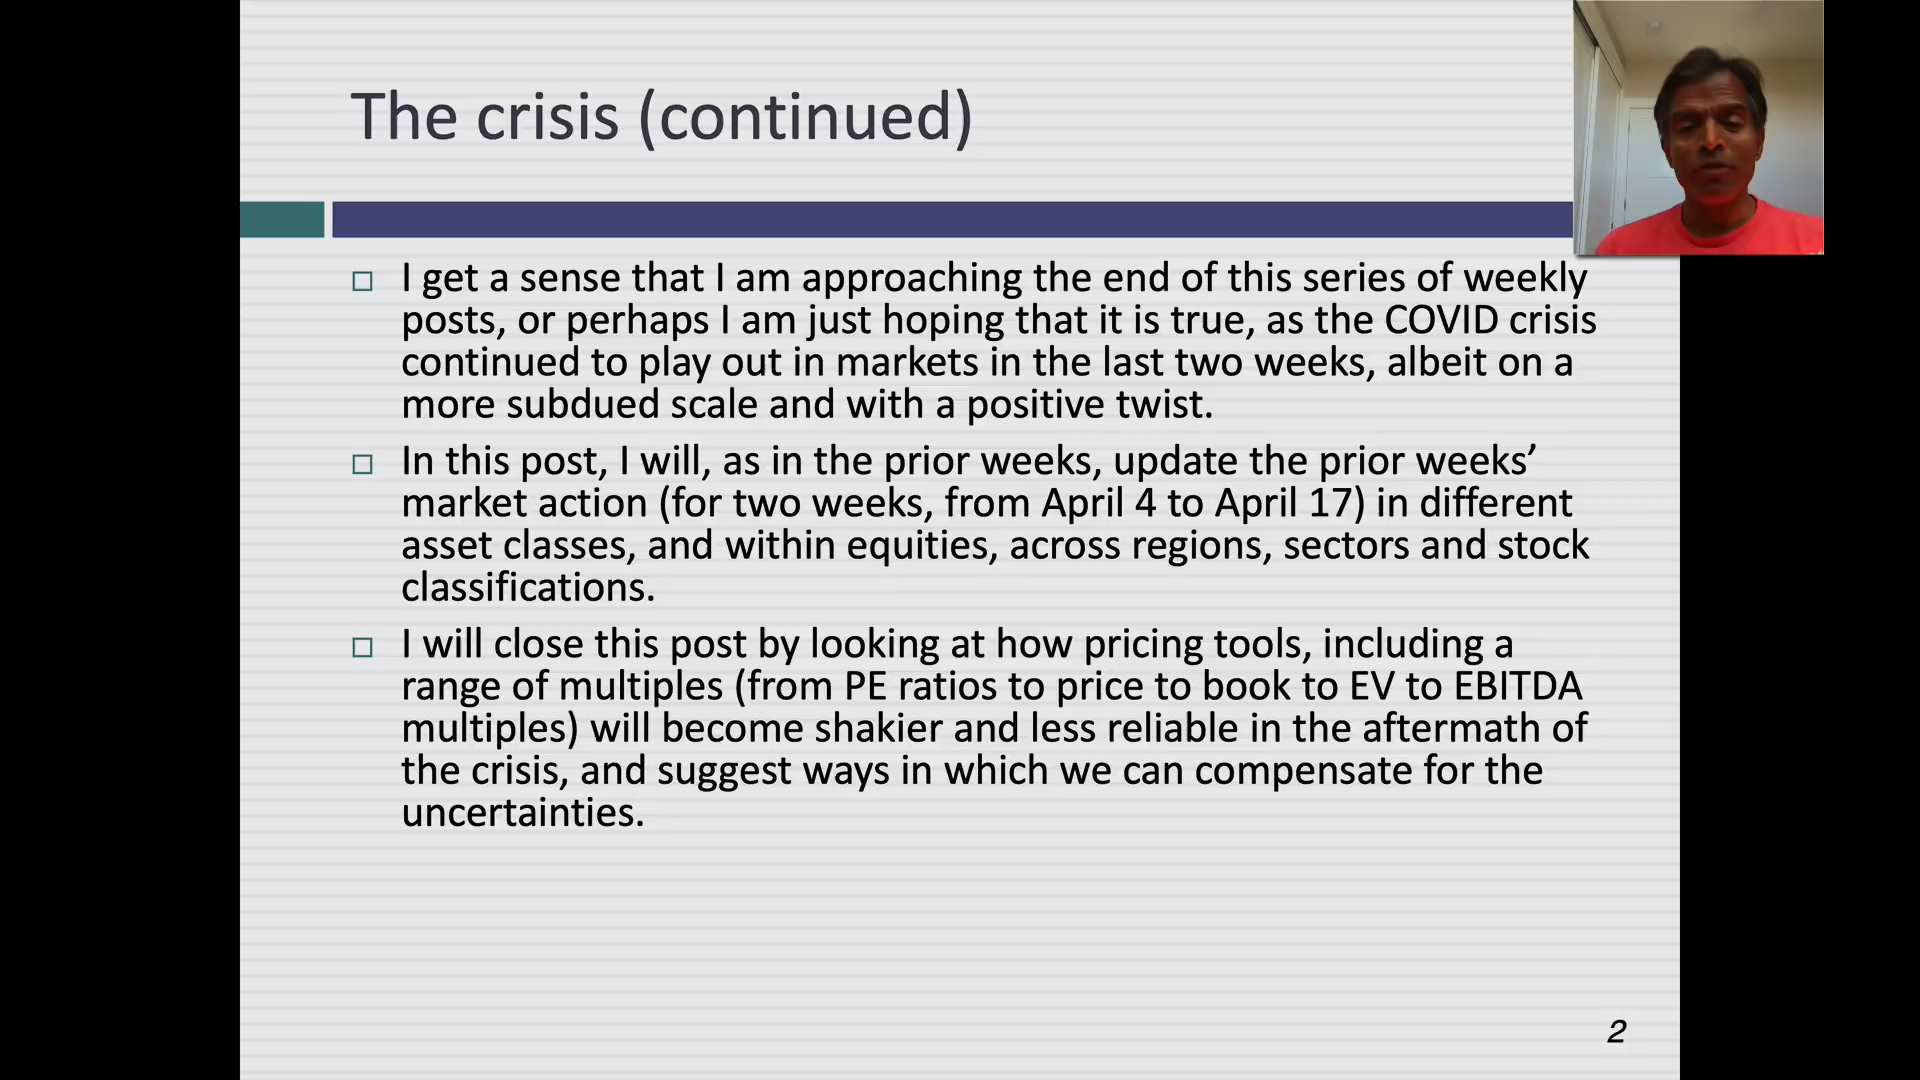 The crisis (continued)
I get a sense that I am approaching the end of this series of weekly
posts, or perhaps I am just hoping that it is true, as the COVID crisis
continued to play out in markets in the last two weeks, albeit on a
more subdued scale and with a positive twist.
In this post, I will, as in the prior weeks, update the prior weeks’
market action (for two weeks, from April 4 to April 17) in different
asset classes, and within equities, across regions, sectors and stock
classifications.
I will close this post by looking at how pricing tools, including a
range of multiples (from PE ratios to price to book to EV to EBITDA
multiples) will become shakier and less reliable in the aftermath of
the crisis, and suggest ways in which we can compensate for the
uncertainties.
2